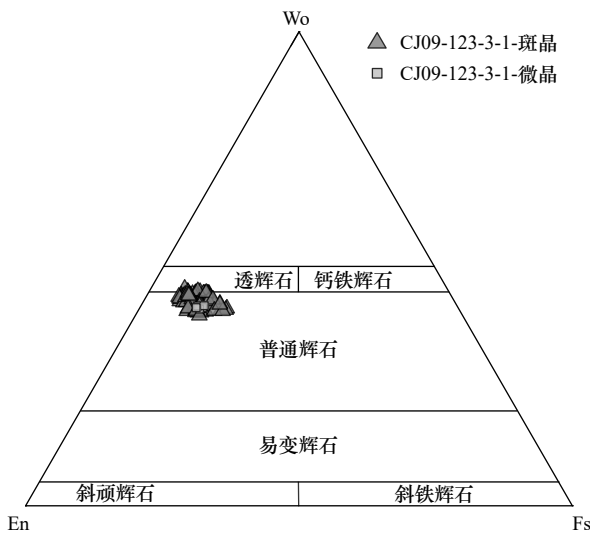 Wo
CJ09-123-3-1-斑晶
CJ09-123-3-1-微晶
透辉石
钙铁辉石
普通辉石
易变辉石
斜顽辉石
斜铁辉石
En
Fs